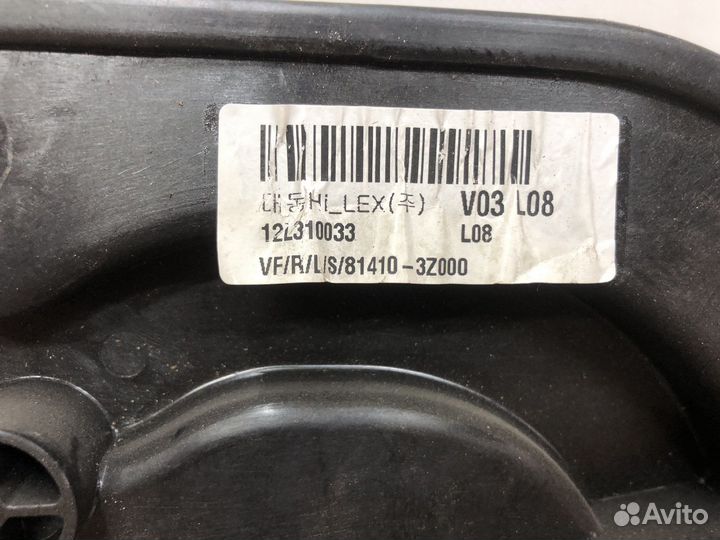 대동HI_LEX(주) V03 L08
12L310033 L08
VF/R/L/S/81410-3Z000
Avito